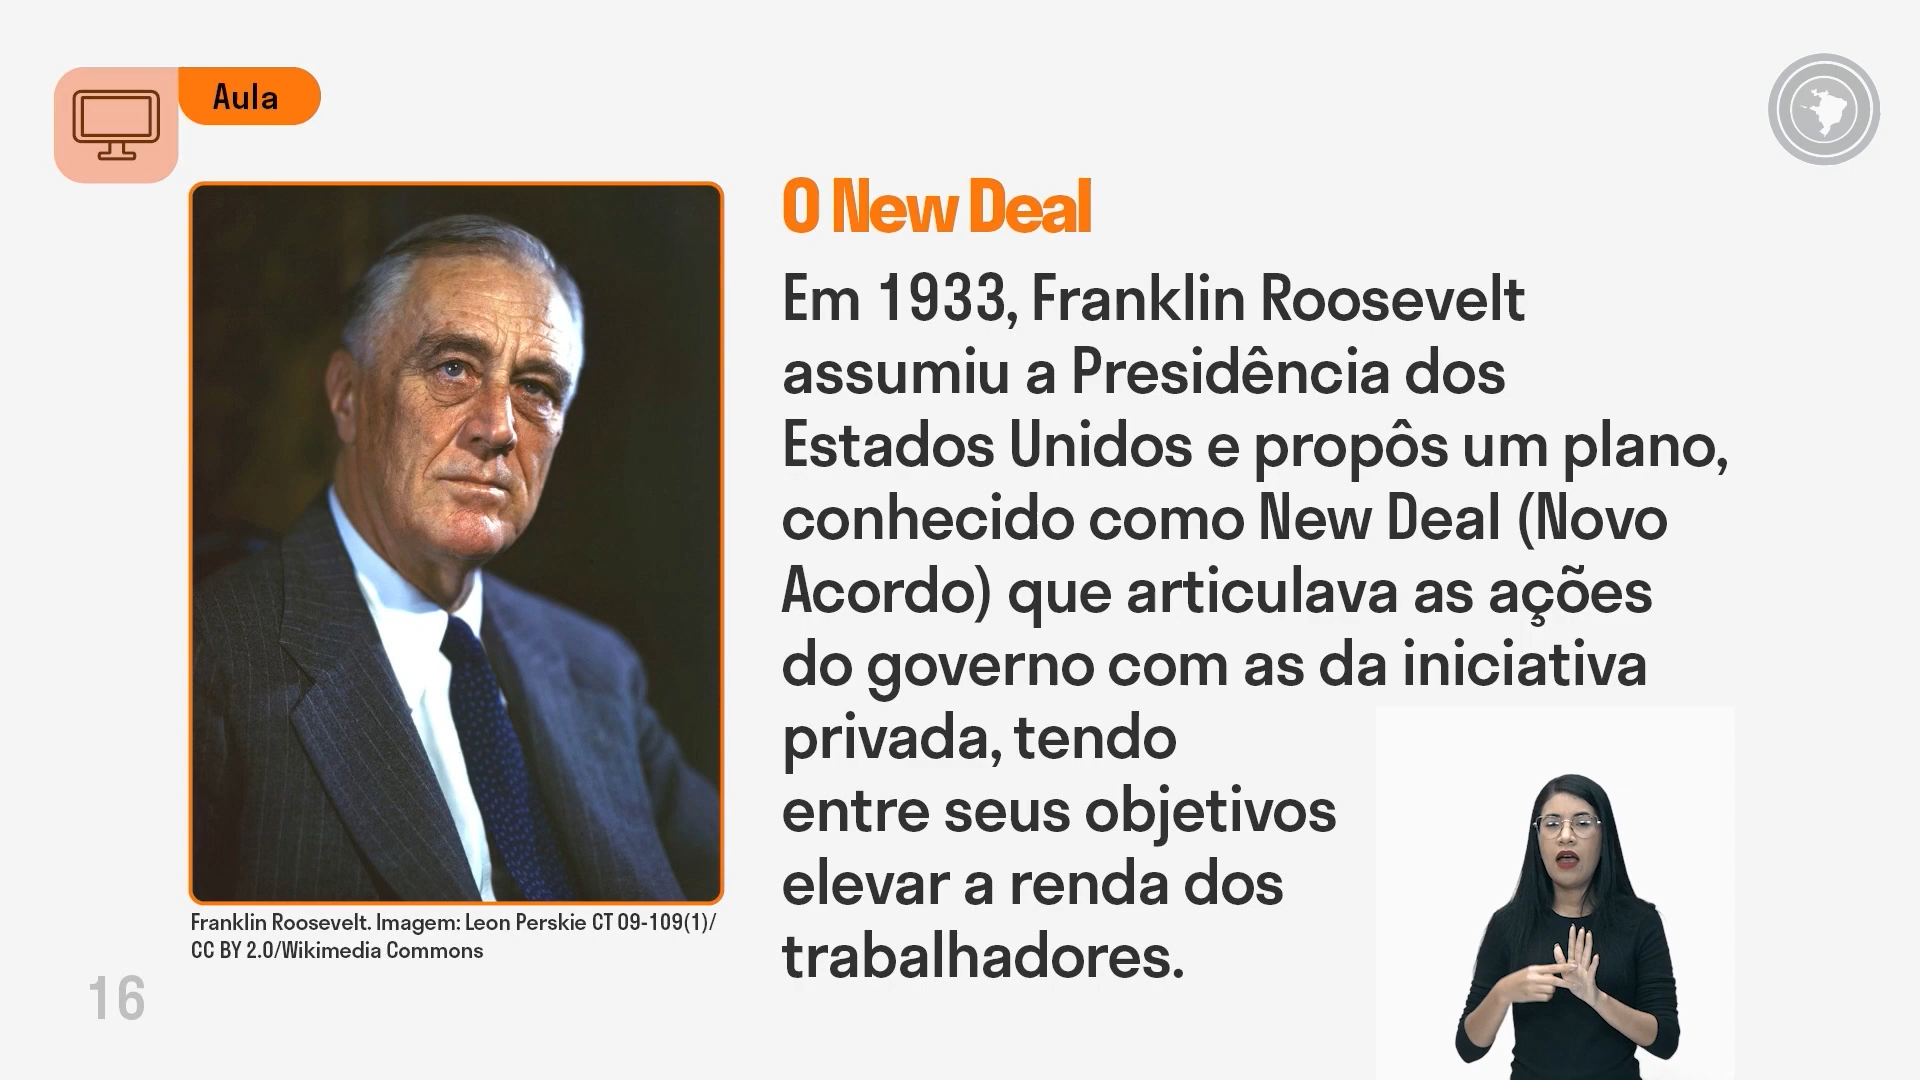 Aula
O New Deal
Em 1933, Franklin Roosevelt
assumiu a Presidência dos
Estados Unidos e propôs um plano,
conhecido como New Deal (Novo
Acordo) que articulava as ações
do governo com as da iniciativa
privada, tendo
entre seus objetivos
elevar a renda dos
trabalhadores.
Franklin Roosevelt. Imagem: Leon Perskie CT 09-109(1)/
CC BY 2.0/Wikimedia Commons
16